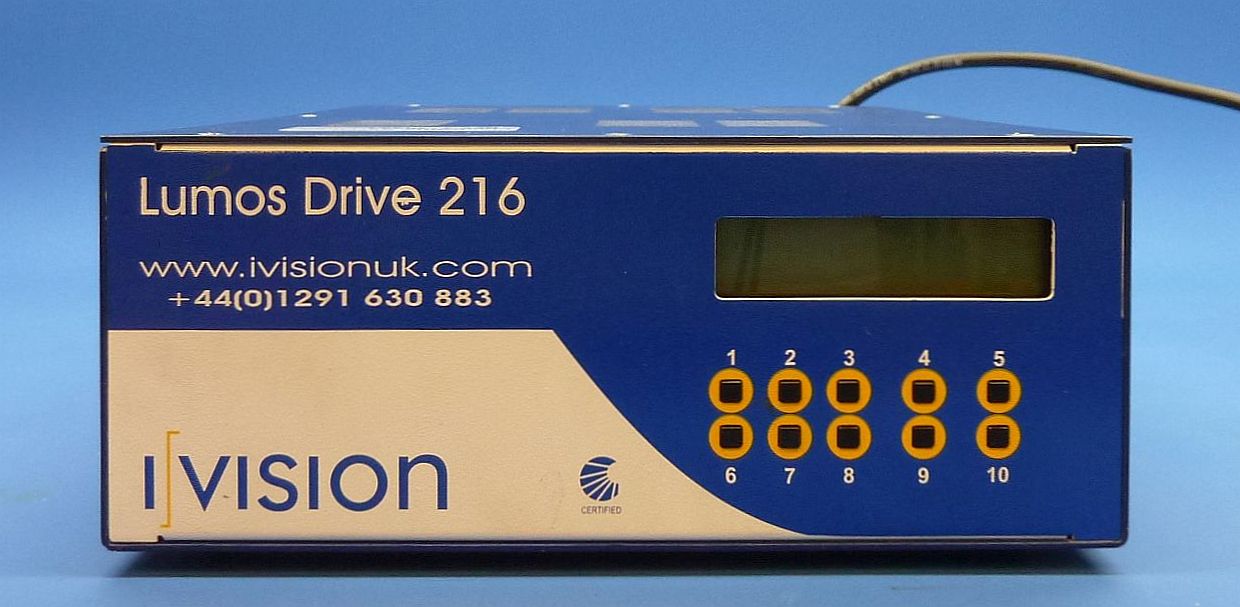 Lumos Drive 216
www.ivisionuk.com
+44(0)1291 630 883
1 2 3 4 5
6 7 8 9 10
i vision
CERTIFIED